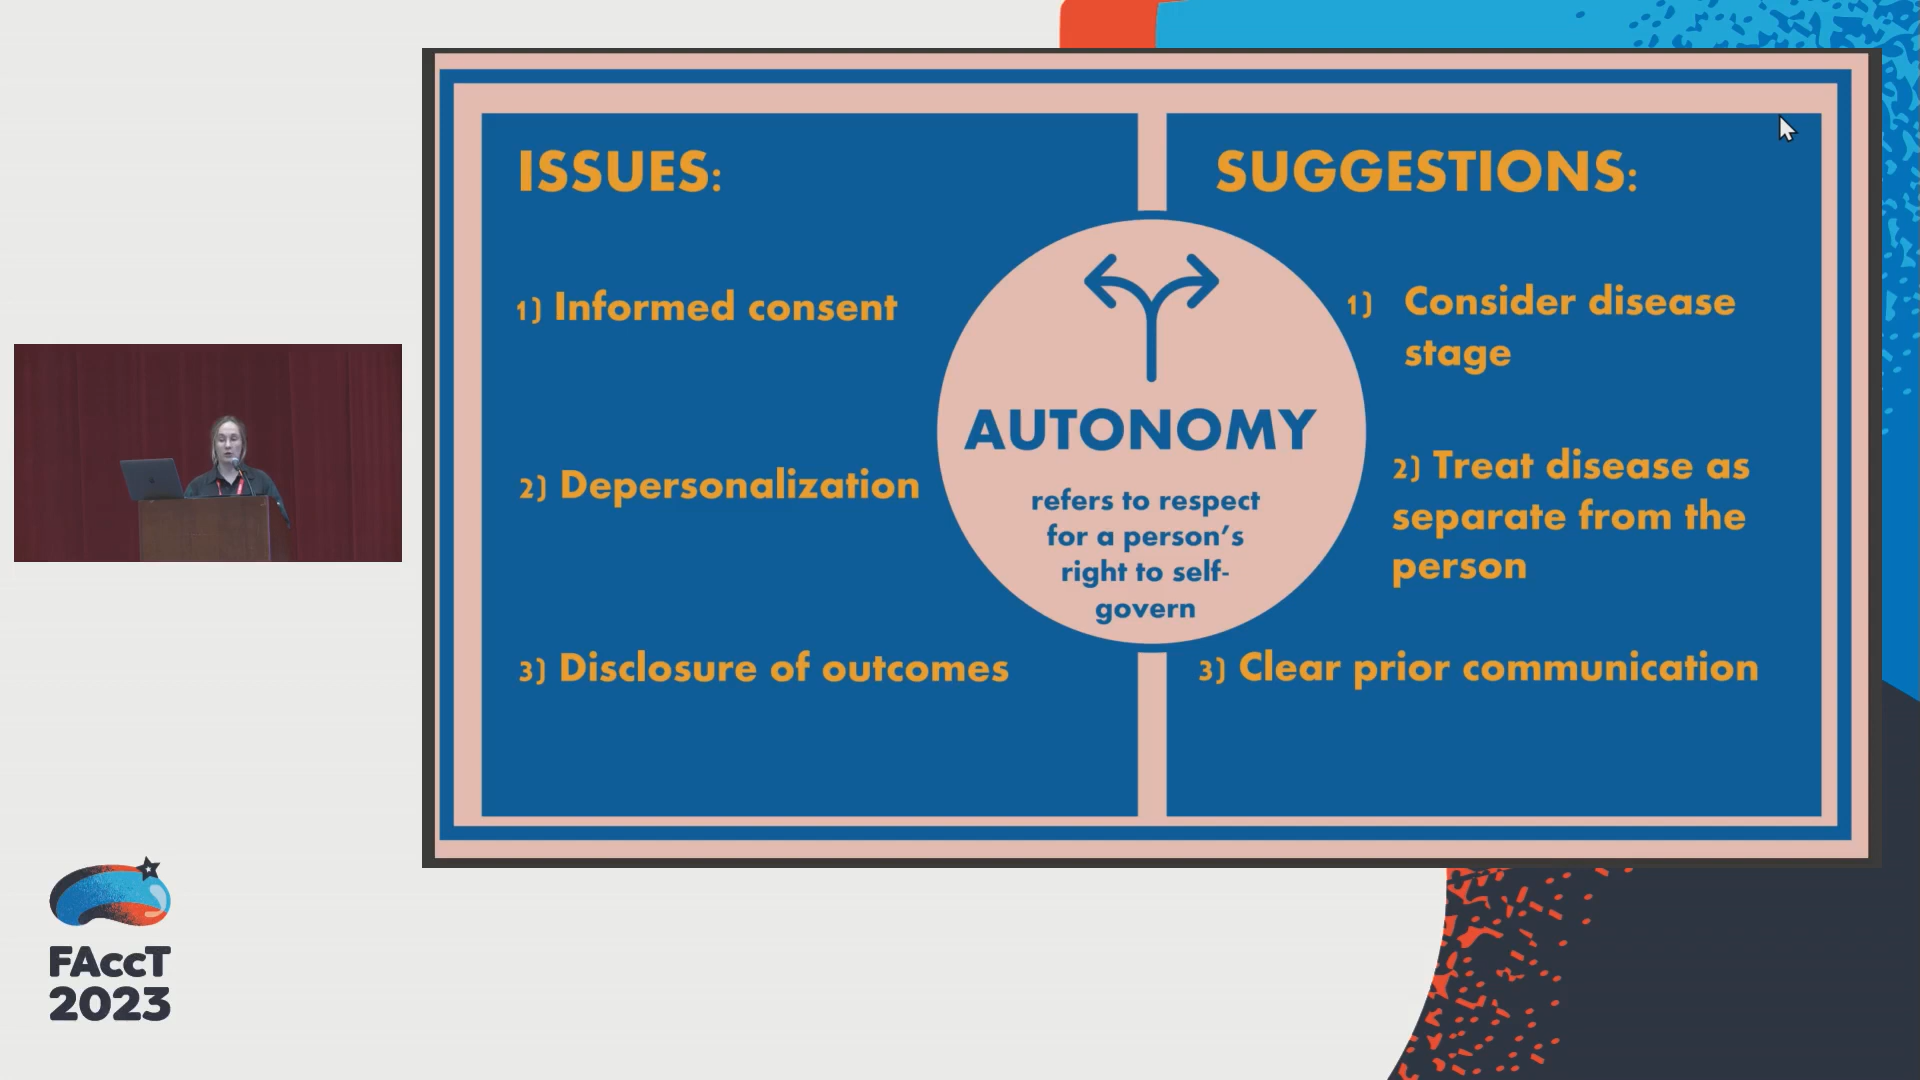 ISSUES:
1) Informed consent
2) Depersonalization
3) Disclosure of outcomes
AUTONOMY
refers to respect
for a person's
right to self-
govern
SUGGESTIONS:
1) Consider disease
stage
2) Treat disease as
separate from the
person
3) Clear prior communication
FAccT
2023